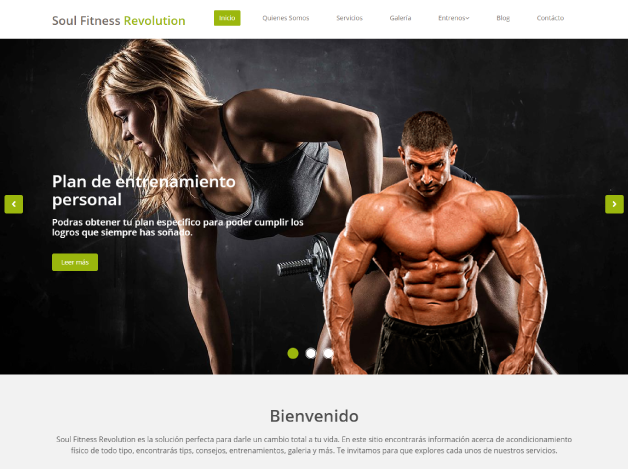 Soul Fitness Revolution
Inicio
Quienes Somos
Servicios
Galería
Entrenos
Blog
Contácto
Plan de entrenamiento
personal
Podras obtener tu plan especifico para poder cumplir los
logros que siempre has soñado.
Leer más
Bienvenido
Soul Fitness Revolution es la solución perfecta para darle un cambio total a tu vida. En este sitio encontrarás información acerca de acondicionamiento
físico de todo tipo, encontrarás tips, consejos, entrenamientos, galeria y más. Te invitamos para que explores cada unos de nuestros servicios.